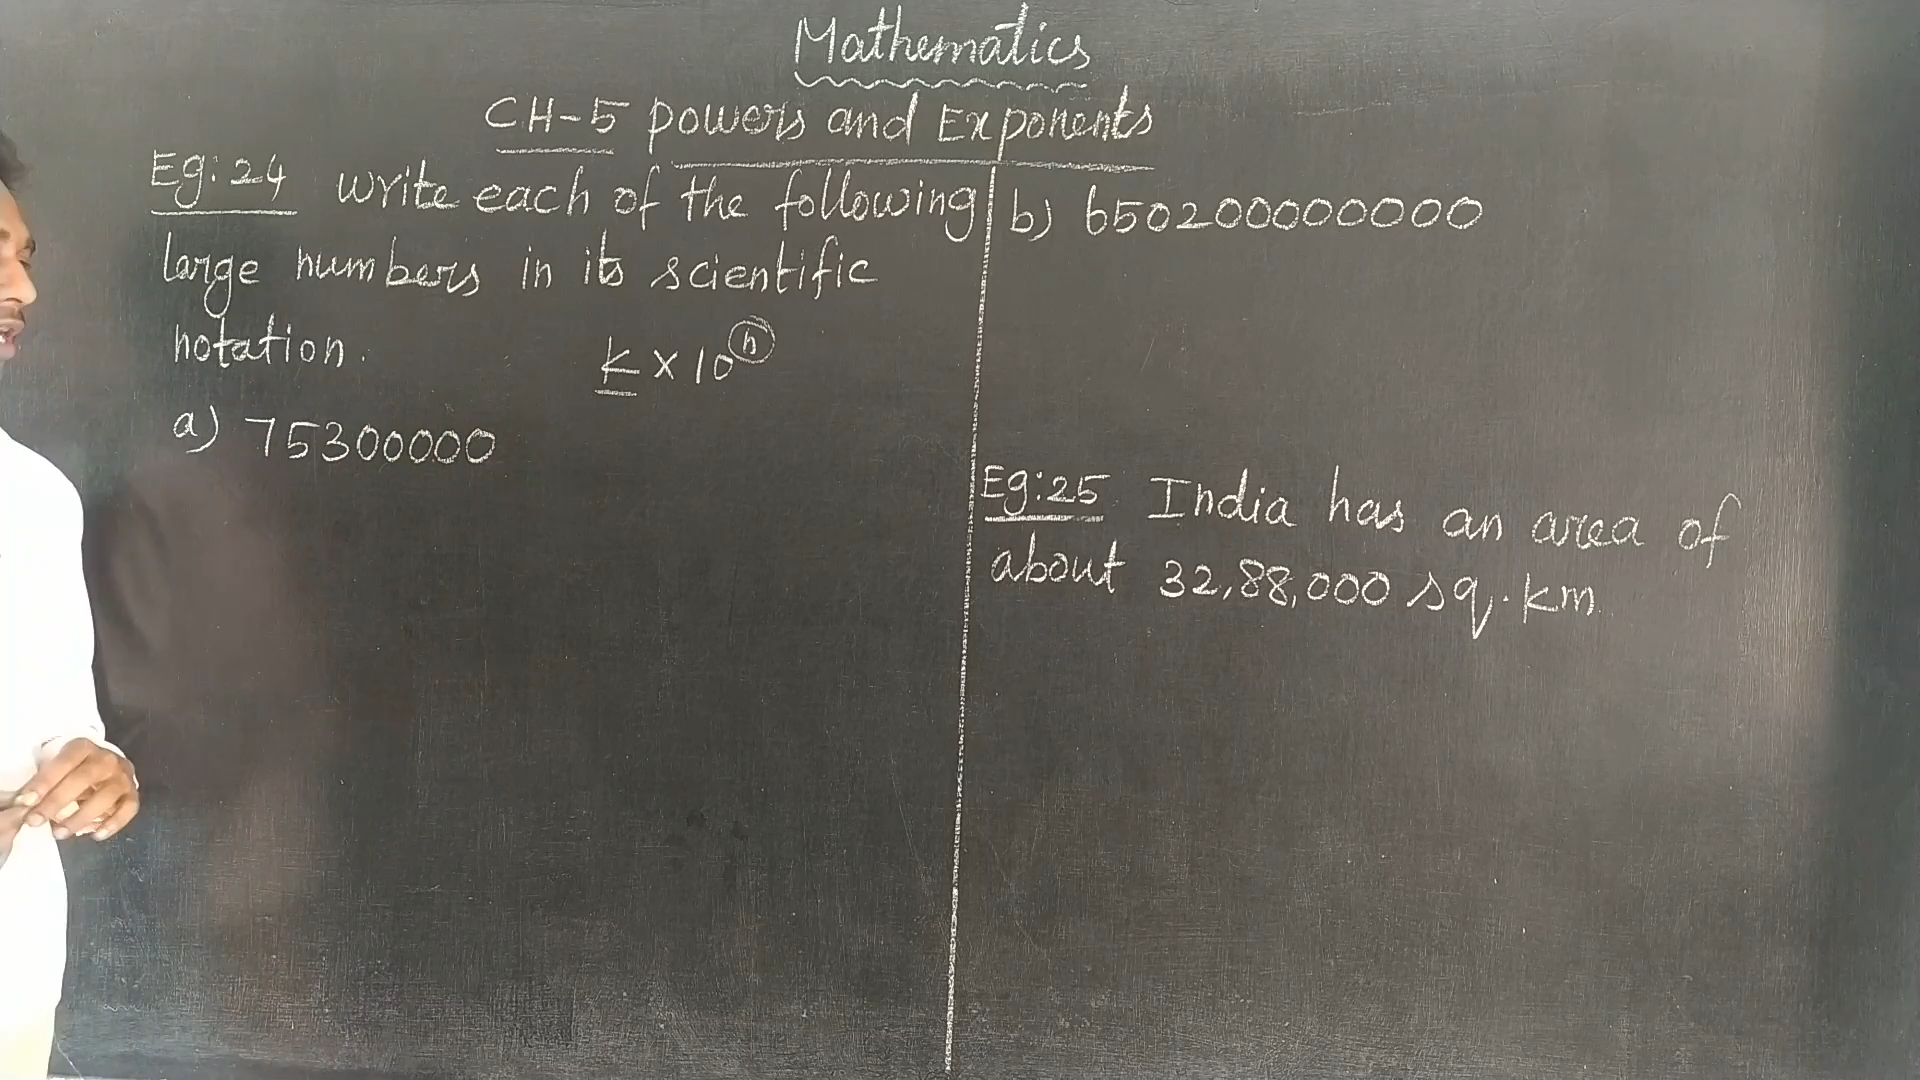 Mathematics
CH-5 powers and Exponents
Eg:24 write each of the following
large numbers in its scientific
notation.
k × 10ⁿ
a) 75300000
b) 650200000000
Eg:25 India has an area of
about 32,88,000 sq.km.